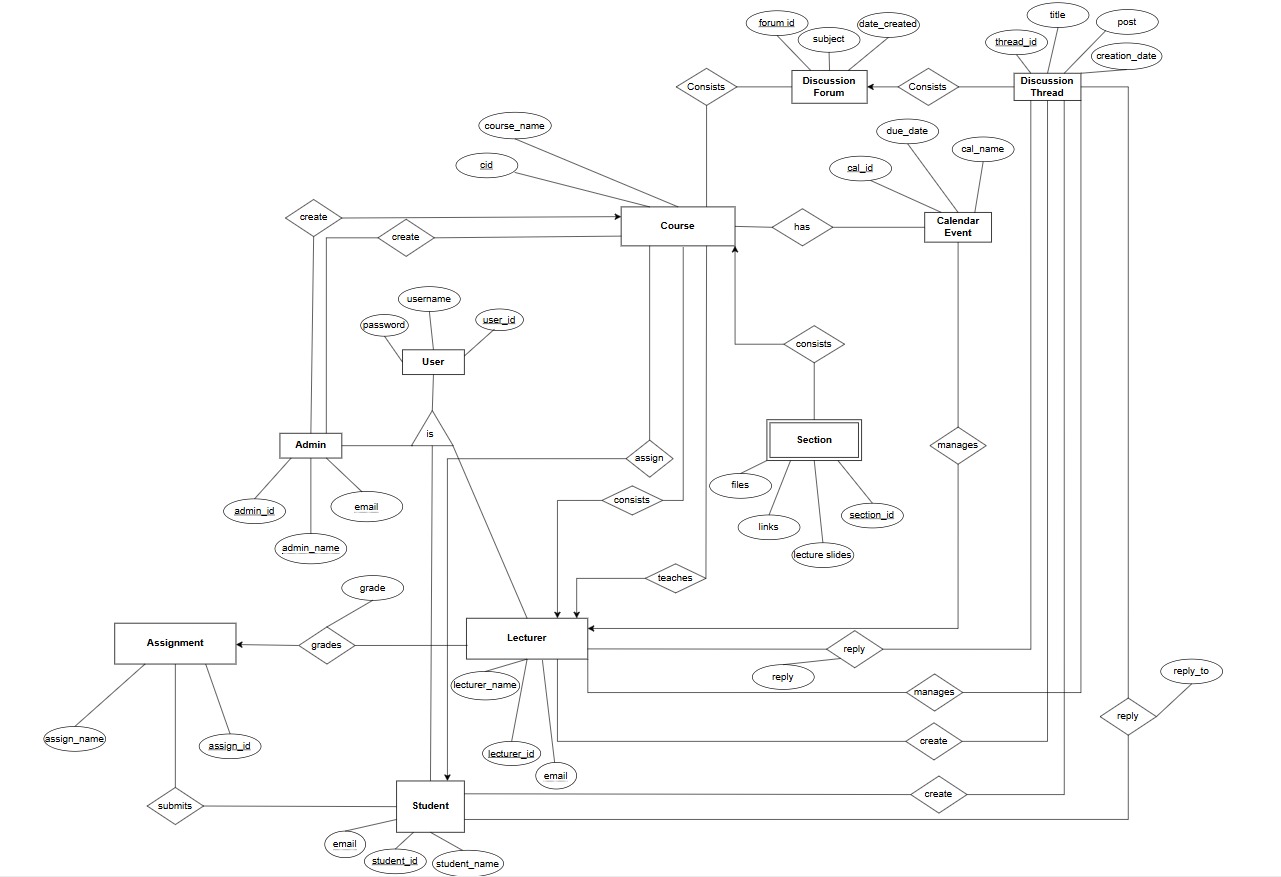 title
forum id
date_created
post
subject
thread_id
creation_date
Consists
Discussion
Forum
Consists
Discussion
Thread
course_name
due_date
cal_name
cid
cal_id
create
create
Course
has
Calendar
Event
username
password
user_id
User
consists
is
Admin
Section
manages
assign
files
consists
admin_id
email
links
section_id
admin_name
lecture slides
teaches
grade
Assignment
grades
Lecturer
reply
reply
reply_to
lecturer_name
manages
reply
assign_name
assign_id
lecturer_id
create
email
create
submits
Student
email
student_id
student_name